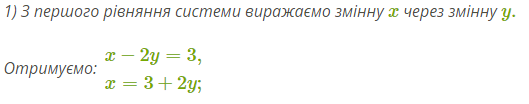 1) З першого рівняння системи виражаємо змінну x через змінну y.
x − 2y = 3,
Отримуємо:
x = 3 + 2y;